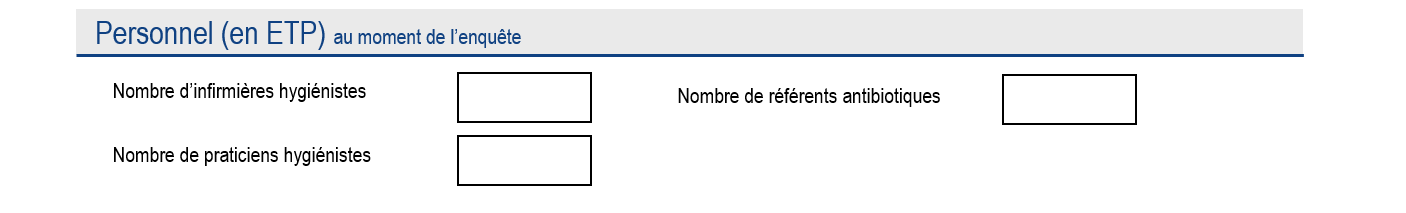 Personnel (en ETP) au moment de l’enquête
Nombre d’infirmières hygiénistes
Nombre de référents antibiotiques
Nombre de praticiens hygiénistes